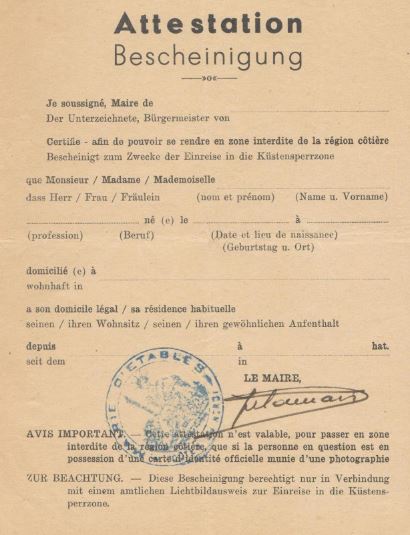 Attestation
Bescheinigung
Je soussigné, Maire de
Der Unterzeichnete, Bürgermeister von
Certifie - afin de pouvoir se rendre en zone interdite de la région côtière
Bescheinigt zum Zwecke der Einreise in die Küstensperrzone
que Monsieur / Madame / Mademoiselle
dass Herr / Frau / Fräulein (nom et prénom) (Name u. Vorname)
né (e) le à
(profession) (Beruf) (Date et lieu de naissance)
(Geburtstag u. Ort)
domicilié (e) à
wohnhaft in
a son domicile légal / sa résidence habituelle
seinen / ihren Wohnsitz / seinen / ihren gewöhnlichen Aufenthalt
depuis à hat.
seit dem in
LE MAIRE,
MAIRIE D'ETABLES
AVIS IMPORTANT. — Cette attestation n'est valable, pour passer en zone
interdite de la région côtière, que si la personne en question est en
possession d'une carte d'identité officielle munie d'une photographie
ZUR BEACHTUNG. — Diese Bescheinigung berechtigt nur in Verbindung
mit einem amtlichen Lichtbildausweis zur Einreise in die Küstens-
perrzone.